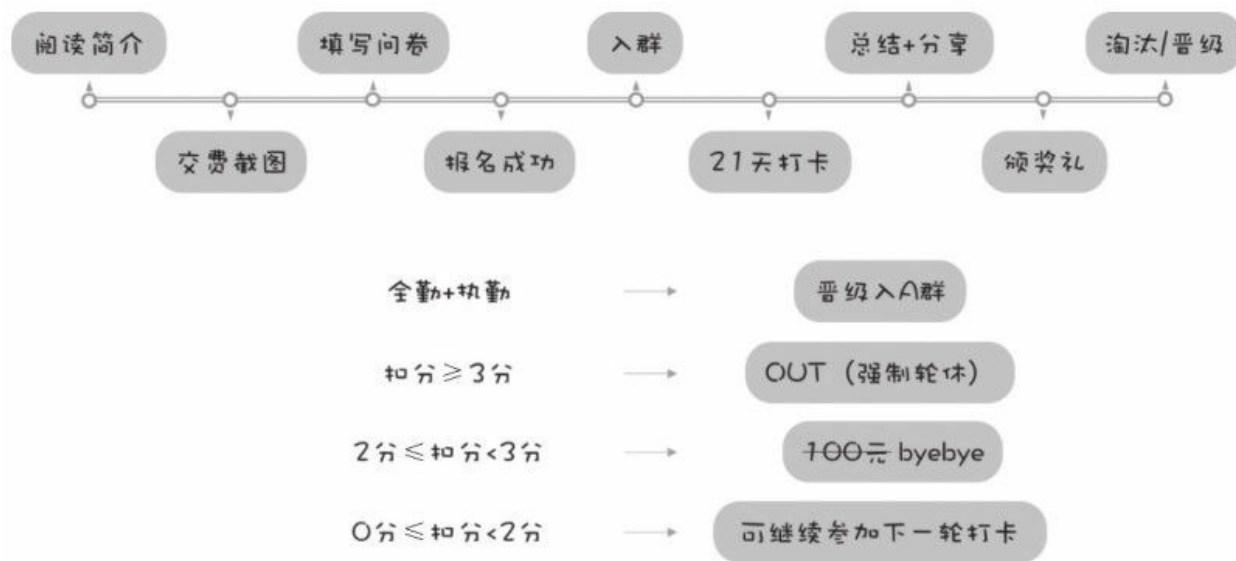 阅读简介 填写问卷 入群 总结+分享 淘汰/晋级
交费截图 报名成功 21天打卡 颁奖礼
全勤+执勤 晋级入A群
扣分≥3分 OUT（强制轮休）
2分≤扣分<3分 100元 byebye
0分≤扣分<2分 可继续参加下一轮打卡